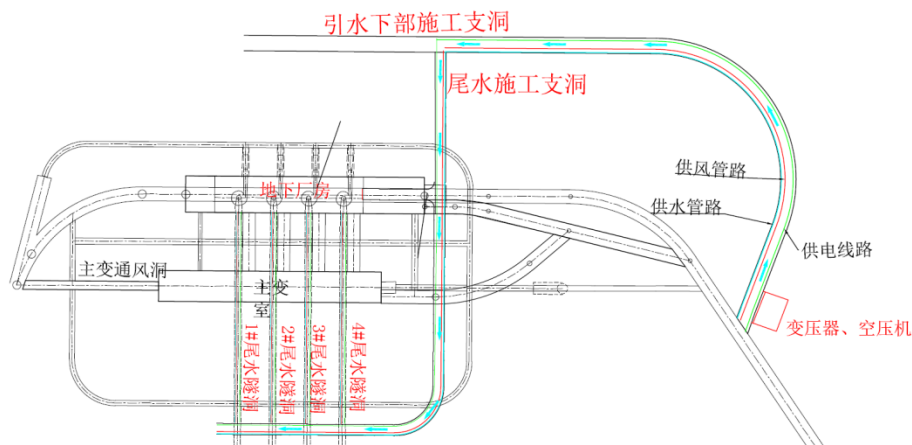 引水下部施工支洞
尾水施工支洞
供风管路
地下厂房
供水管路
供电线路
主变通风洞
主变
室
变压器、空压机
1#尾水隧洞
2#尾水隧洞
3#尾水隧洞
4#尾水隧洞